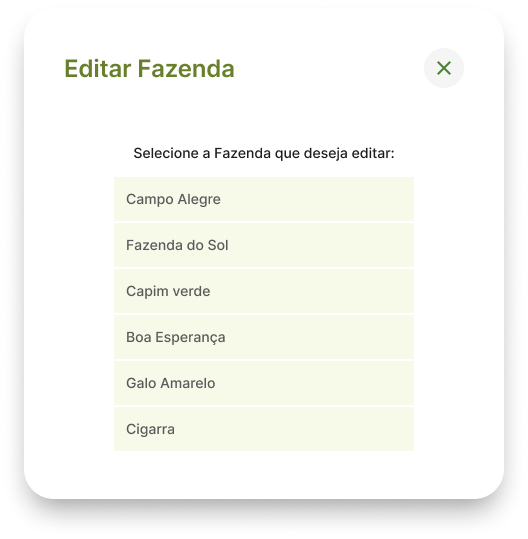 Editar Fazenda
Selecione a Fazenda que deseja editar:
Campo Alegre
Fazenda do Sol
Capim verde
Boa Esperança
Galo Amarelo
Cigarra